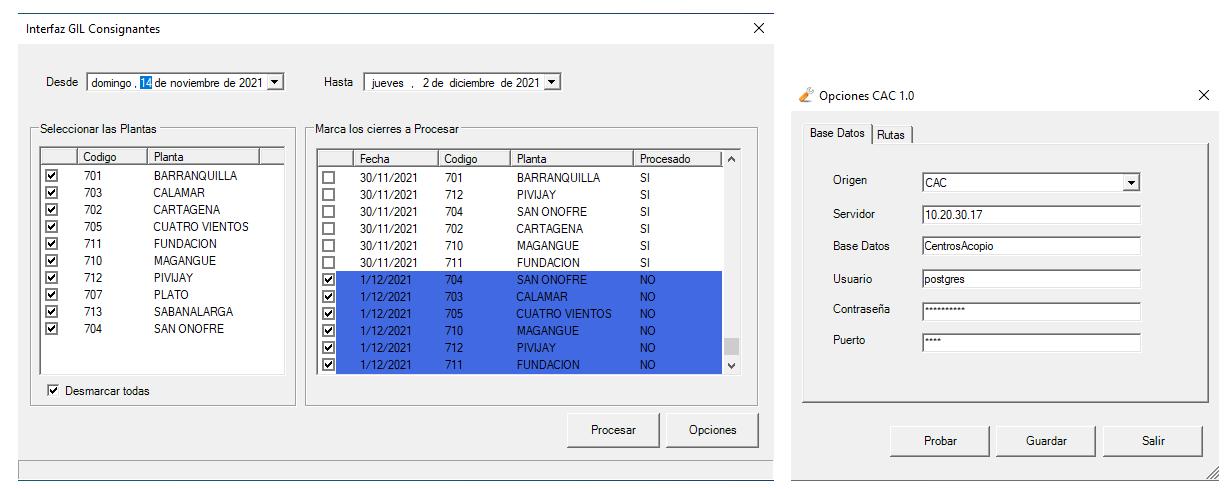 Interfaz GIL Consignantes
Desde domingo , 14 de noviembre de 2021 Hasta jueves , 2 de diciembre de 2021
Seleccionar las Plantas
Codigo Planta
701 BARRANQUILLA
703 CALAMAR
702 CARTAGENA
705 CUATRO VIENTOS
711 FUNDACION
710 MAGANGUE
712 PIVIJAY
707 PLATO
713 SABANALARGA
704 SAN ONOFRE
Desmarcar todas
Marca los cierres a Procesar
Fecha Codigo Planta Procesado
30/11/2021 701 BARRANQUILLA SI
30/11/2021 712 PIVIJAY SI
30/11/2021 704 SAN ONOFRE SI
30/11/2021 702 CARTAGENA SI
30/11/2021 710 MAGANGUE SI
30/11/2021 711 FUNDACION SI
1/12/2021 704 SAN ONOFRE NO
1/12/2021 703 CALAMAR NO
1/12/2021 705 CUATRO VIENTOS NO
1/12/2021 710 MAGANGUE NO
1/12/2021 712 PIVIJAY NO
1/12/2021 711 FUNDACION NO
Procesar Opciones
Opciones CAC 1.0
Base Datos Rutas
Origen CAC
Servidor 10.20.30.17
Base Datos CentrosAcopio
Usuario postgres
Contraseña **********
Puerto ****
Probar Guardar Salir